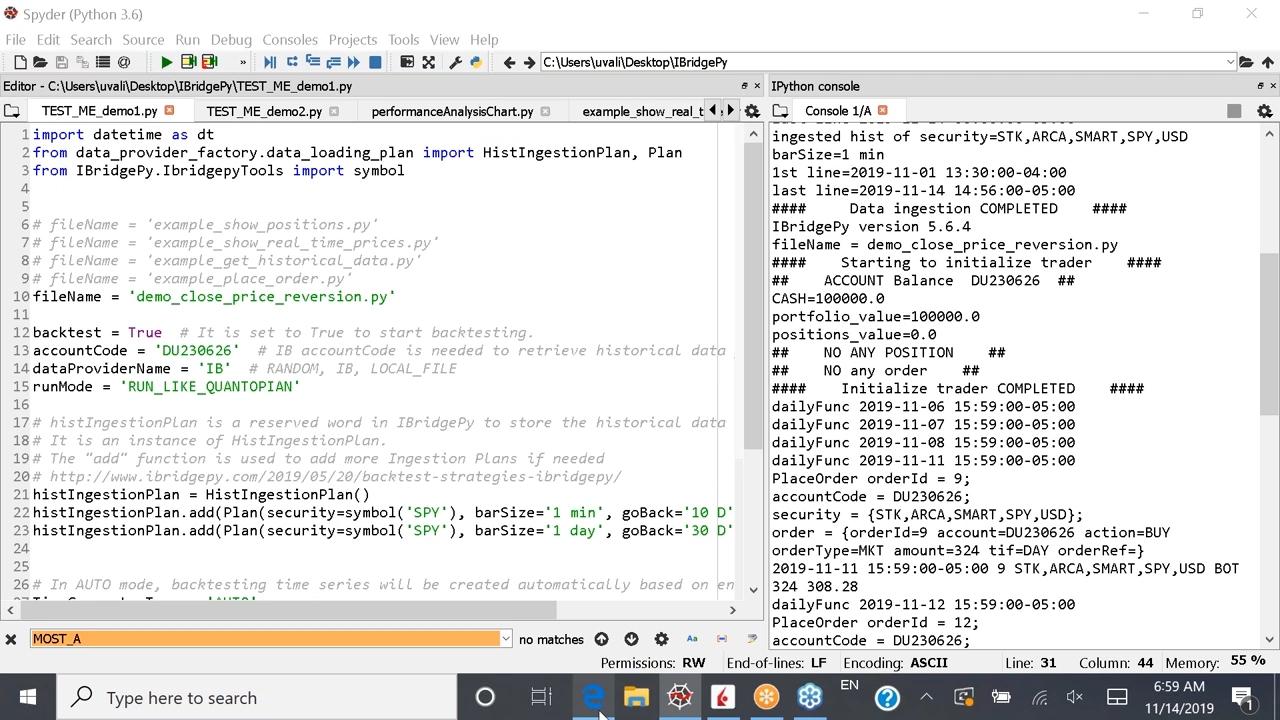 Spyder (Python 3.6)
File Edit Search Source Run Debug Consoles Projects Tools View Help
C:\Users\uvali\Desktop\IBridgePy
Editor - C:\Users\uvali\Desktop\IBridgePy\TEST_ME_demo1.py
TEST_ME_demo1.py TEST_ME_demo2.py performanceAnalysisChart.py example_show_real_t
1 import datetime as dt
2 from data_provider_factory.data_loading_plan import HistIngestionPlan, Plan
3 from IBridgePy.IbridgepyTools import symbol
4
5
6 # fileName = 'example_show_positions.py'
7 # fileName = 'example_show_real_time_prices.py'
8 # fileName = 'example_get_historical_data.py'
9 # fileName = 'example_place_order.py'
10 fileName = 'demo_close_price_reversion.py'
11
12 backtest = True # It is set to True to start backtesting.
13 accountCode = 'DU230626' # IB accountCode is needed to retrieve historical data
14 dataProviderName = 'IB' # RANDOM, IB, LOCAL_FILE
15 runMode = 'RUN_LIKE_QUANTOPIAN'
16
17 # histIngestionPlan is a reserved word in IBridgePy to store the historical data
18 # It is an instance of HistIngestionPlan.
19 # The "add" function is used to add more Ingestion Plans if needed
20 # http://www.ibridgepy.com/2019/05/20/backtest-strategies-ibridgepy/
21 histIngestionPlan = HistIngestionPlan()
22 histIngestionPlan.add(Plan(security=symbol('SPY'), barSize='1 min', goBack='10 D'
23 histIngestionPlan.add(Plan(security=symbol('SPY'), barSize='1 day', goBack='30 D'
24
25
26 # In AUTO mode, backtesting time series will be created automatically based on en
MOST_A no matches
IPython console
Console 1/A
ingested hist of security=STK,ARCA,SMART,SPY,USD
barSize=1 min
1st line=2019-11-01 13:30:00-04:00
last line=2019-11-14 14:56:00-05:00
#### Data ingestion COMPLETED ####
IBridgePy version 5.6.4
fileName = demo_close_price_reversion.py
#### Starting to initialize trader ####
## ACCOUNT Balance DU230626 ##
CASH=100000.0
portfolio_value=100000.0
positions_value=0.0
## NO ANY POSITION ##
## NO any order ##
#### Initialize trader COMPLETED ####
dailyFunc 2019-11-06 15:59:00-05:00
dailyFunc 2019-11-07 15:59:00-05:00
dailyFunc 2019-11-08 15:59:00-05:00
dailyFunc 2019-11-11 15:59:00-05:00
PlaceOrder orderId = 9;
accountCode = DU230626;
security = {STK,ARCA,SMART,SPY,USD};
order = {orderId=9 account=DU230626 action=BUY
orderType=MKT amount=324 tif=DAY orderRef=}
2019-11-11 15:59:00-05:00 9 STK,ARCA,SMART,SPY,USD BOT
324 308.28
dailyFunc 2019-11-12 15:59:00-05:00
PlaceOrder orderId = 12;
accountCode = DU230626;
Permissions: RW End-of-lines: LF Encoding: ASCII Line: 31 Column: 44 Memory: 55 %
Type here to search
EN
6:59 AM
11/14/2019
1